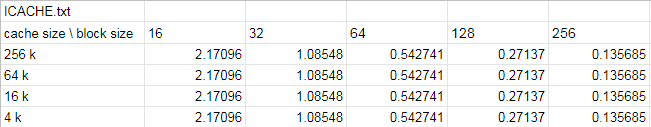 ICACHE.txt
cache size \ block size 16 32 64 128 256
256 k 2.17096 1.08548 0.542741 0.27137 0.135685
64 k 2.17096 1.08548 0.542741 0.27137 0.135685
16 k 2.17096 1.08548 0.542741 0.27137 0.135685
4 k 2.17096 1.08548 0.542741 0.27137 0.135685